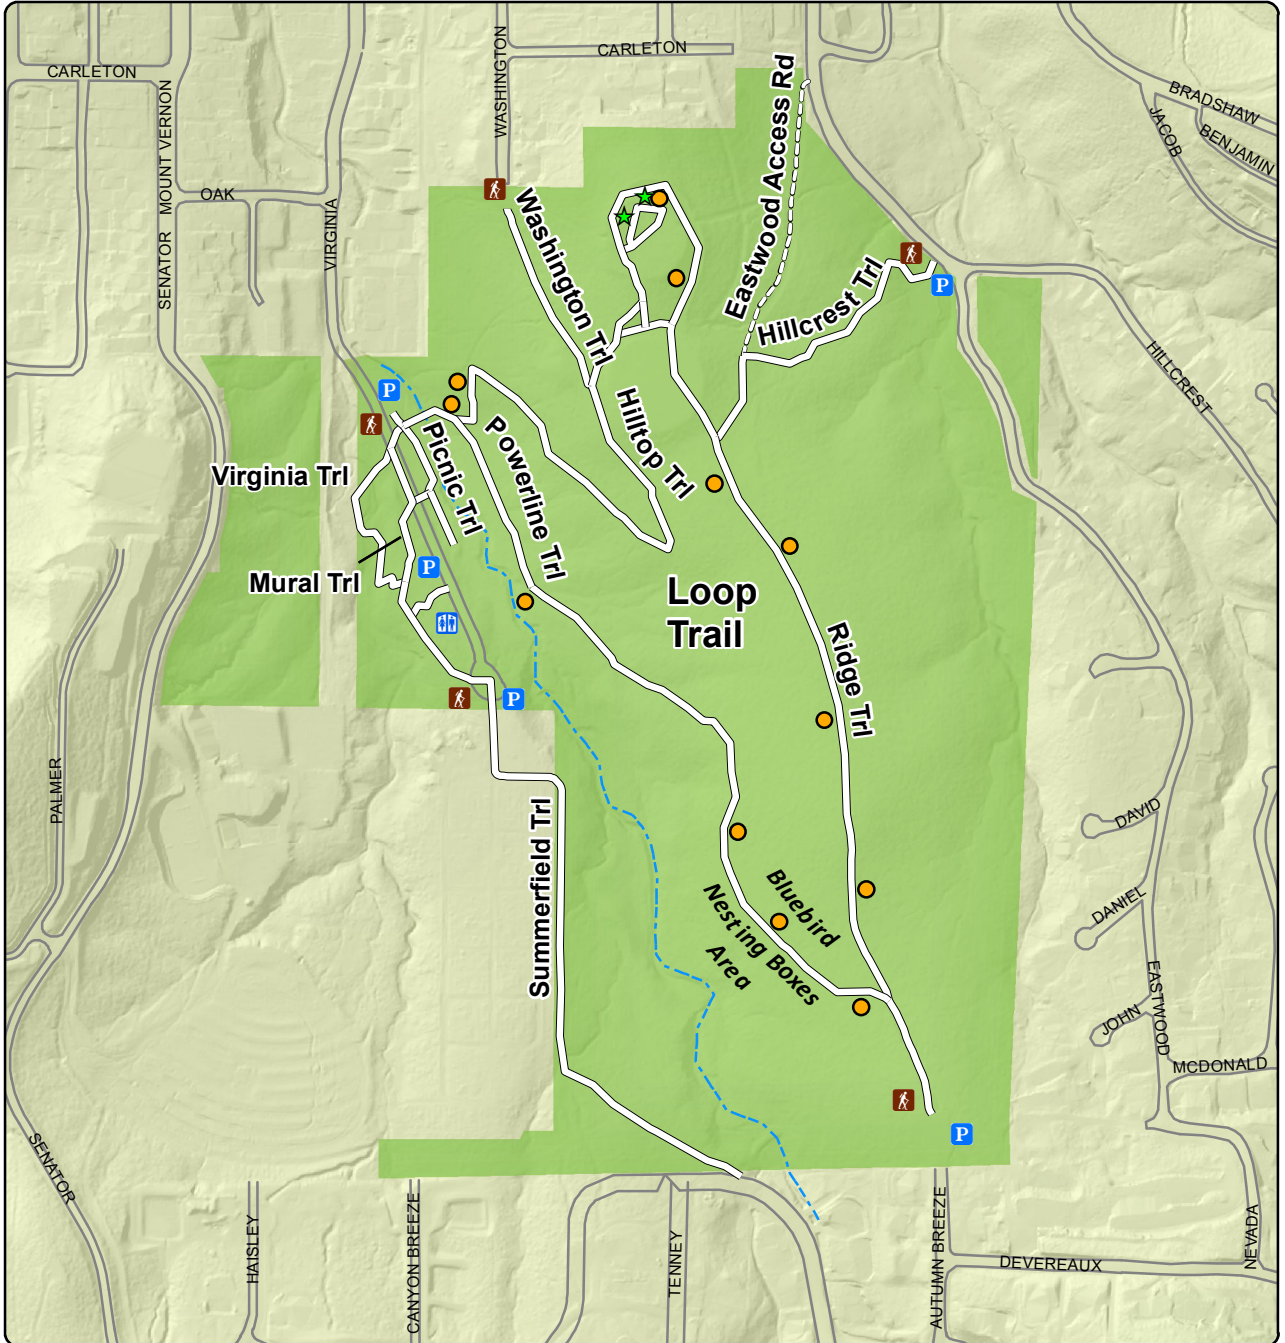 CARLETON
CARLETON
WASHINGTON
MOUNT VERNON
SENATOR
OAK
VIRGINIA
BRADSHAW
JACOB
BENJAMIN
Eastwood Access Rd
Washington Trl
Hillcrest Trl
P
HILLCREST
P
Hilltop Trl
Picnic Trl
Powerline Trl
Virginia Trl
Mural Trl
P
Loop
Trail
Ridge Trl
P
PALMER
Summerfield Trl
DAVID
Bluebird
Nesting Boxes
Area
DANIEL
EASTWOOD
JOHN
MCDONALD
P
SENATOR
HAISLEY
CANYON BREEZE
TENNEY
AUTUMN BREEZE
DEVEREAUX
NEVADA